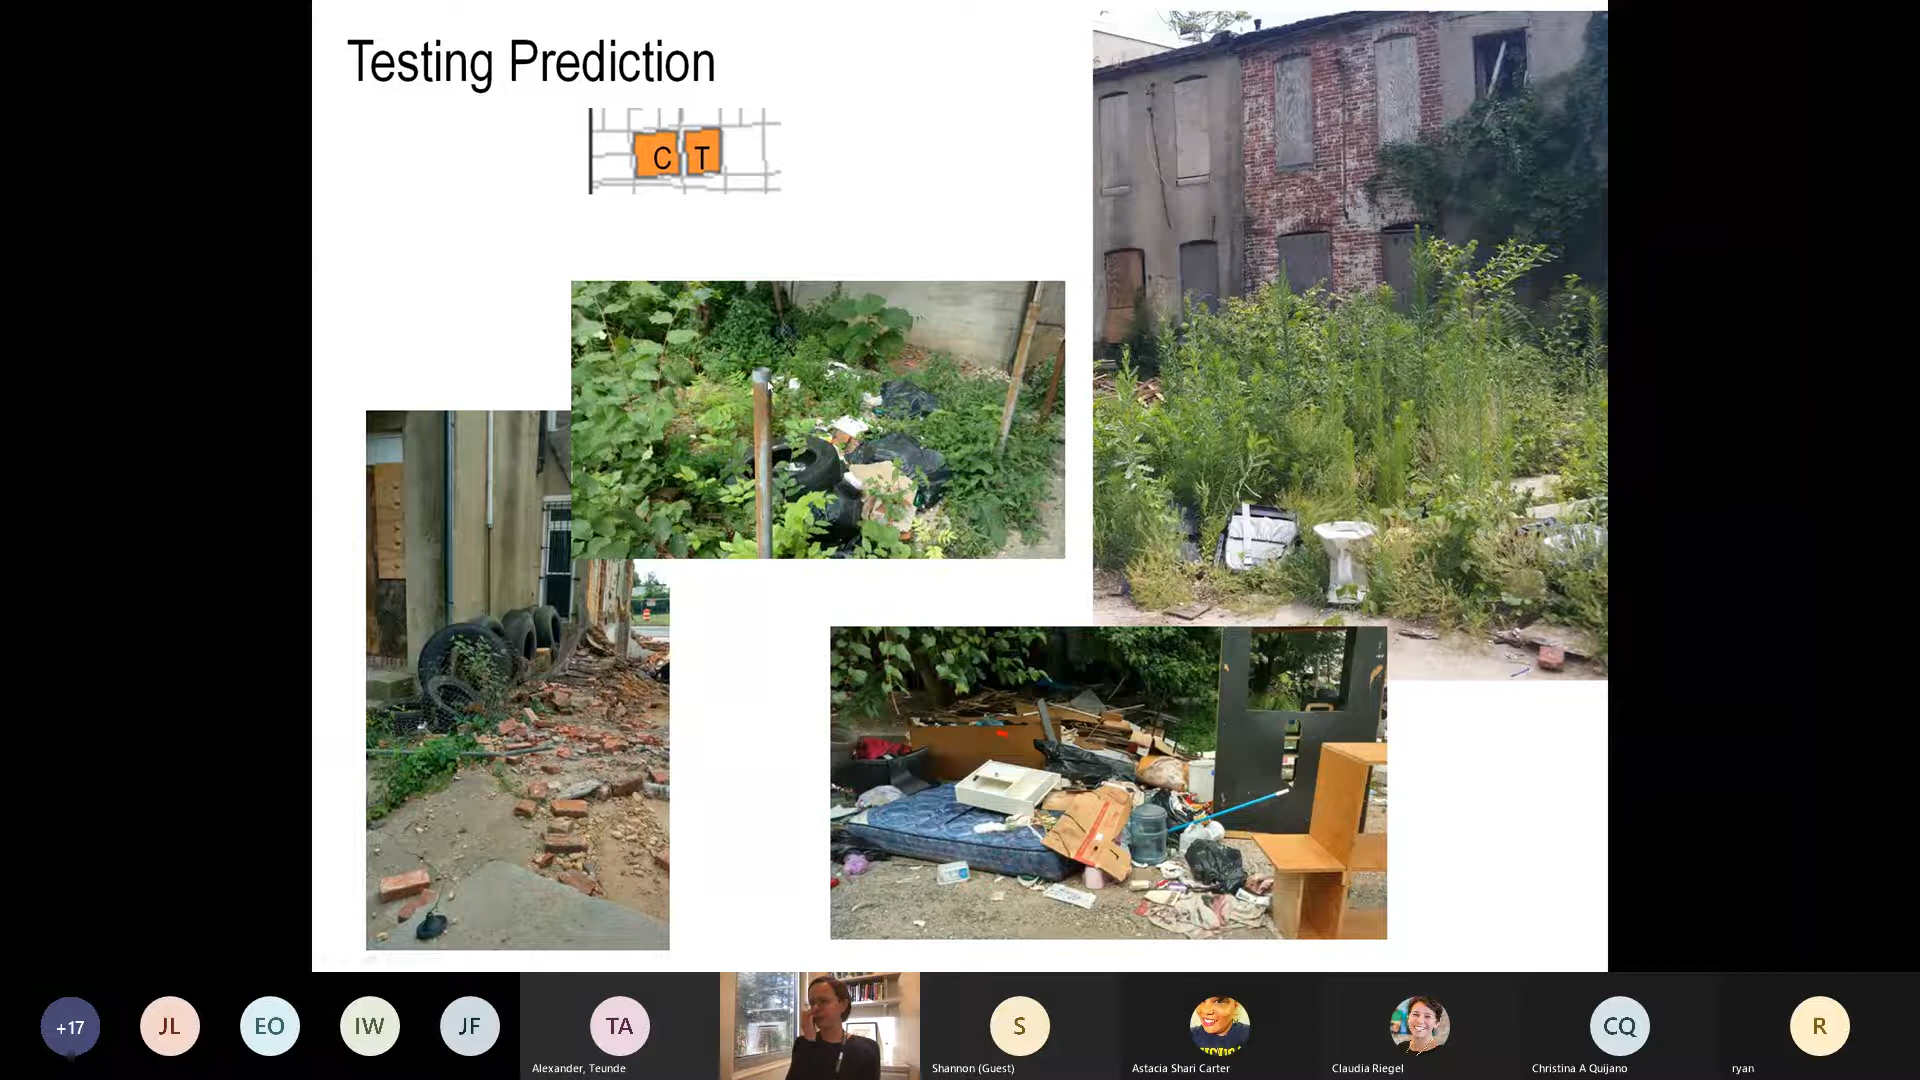 Testing Prediction
C T
+17
JL
EO
IW
JF
TA
S
CQ
R
Alexander, Teunde
Shannon (Guest)
Astacia Shari Carter
Claudia Riegel
Christina A Quijano
ryan